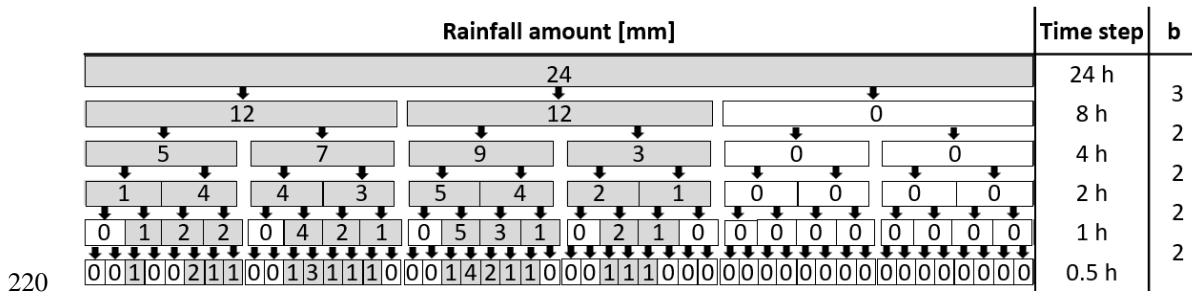 Rainfall amount [mm] Time step b
24 24 h
3
12 12 0 8 h
2
5 7 9 3 0 0 4 h
2
1 4 4 3 5 4 2 1 0 0 0 0 2 h
2
0 1 2 2 0 4 2 1 0 5 3 1 0 2 1 0 0 0 0 0 0 0 0 0 1 h
2
220 0 0 1 0 0 2 1 1 0 0 1 3 1 1 1 0 0 0 1 4 2 1 1 0 0 0 1 1 1 0 0 0 0 0 0 0 0 0 0 0 0 0 0 0 0 0 0 0 0.5 h